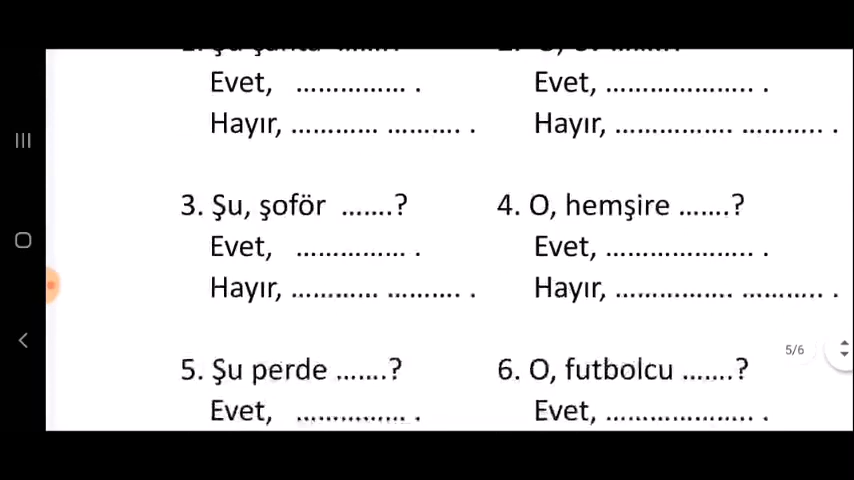 Evet, ............... .
Evet, .................... .
Hayır, ............ .......... .
Hayır, ................ ........... .
3. Şu, şoför .......?
4. O, hemşire .......?
Evet, ............... .
Evet, .................... .
Hayır, ............ .......... .
Hayır, ................ ........... .
5/6
5. Şu perde .......?
6. O, futbolcu .......?
Evet, ............... .
Evet, .................... .